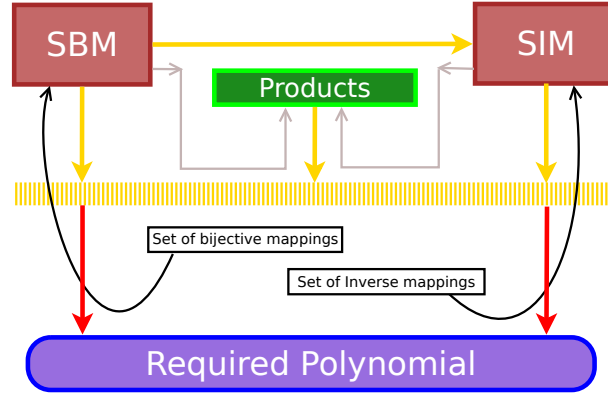 SBM
SIM
Products
Set of bijective mappings
Set of Inverse mappings
Required Polynomial